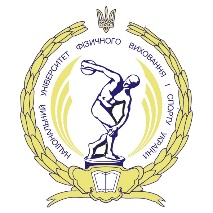 НАЦІОНАЛЬНИЙ УНІВЕРСИТЕТ ФІЗИЧНОГО ВИХОВАННЯ І СПОРТУ УКРАЇНИ